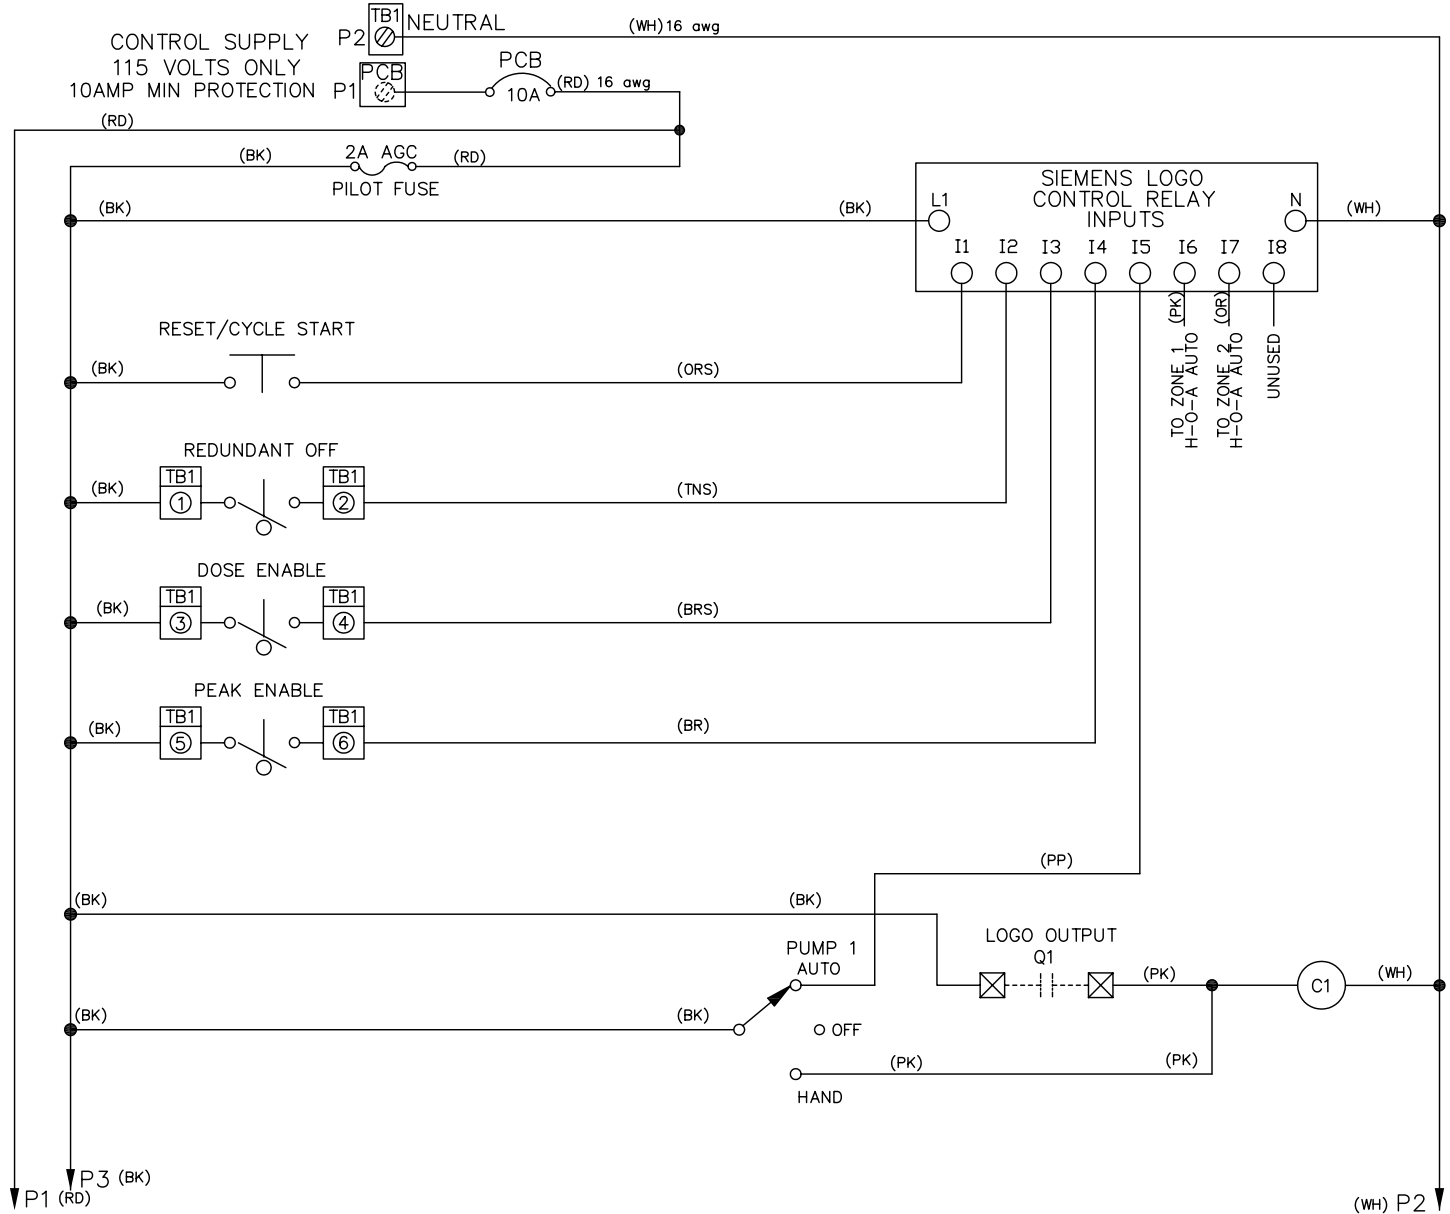 TB1
P2
NEUTRAL
(WH)16 awg
CONTROL SUPPLY
115 VOLTS ONLY
10AMP MIN PROTECTION
P1
PCB
PCB
10A
(RD) 16 awg
(RD)
(BK)
2A AGC
(RD)
PILOT FUSE
(BK)
(BK)
SIEMENS LOGO
CONTROL RELAY
INPUTS
L1
N
(WH)
I1 I2 I3 I4 I5 I6 I7 I8
(PK)
(OR)
TO ZONE 1
H-O-A AUTO
TO ZONE 2
H-O-A AUTO
UNUSED
RESET/CYCLE START
(BK)
(ORS)
REDUNDANT OFF
(BK)
TB1
1
TB1
2
(TNS)
DOSE ENABLE
(BK)
TB1
3
TB1
4
(BRS)
PEAK ENABLE
(BK)
TB1
5
TB1
6
(BR)
(PP)
(BK)
(BK)
LOGO OUTPUT
Q1
PUMP 1
AUTO
(PK)
C1
(WH)
(BK)
(BK)
OFF
(PK)
(PK)
HAND
P3 (BK)
P1 (RD)
(WH) P2